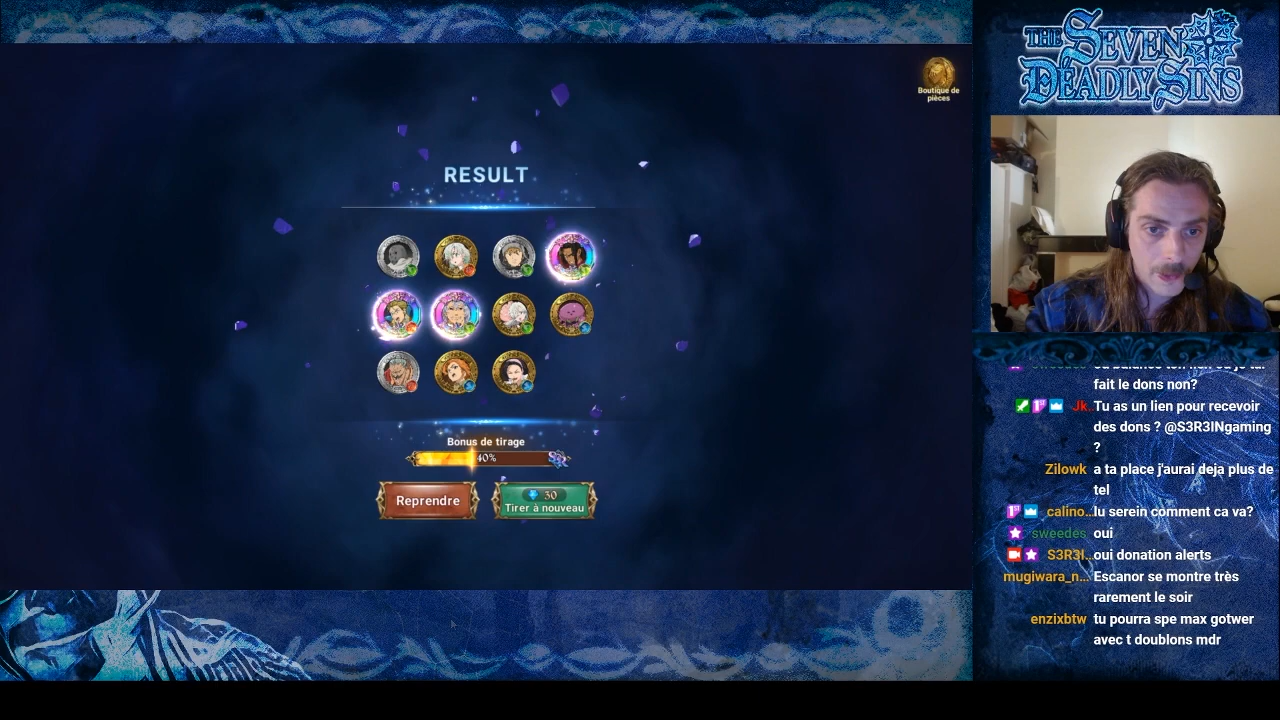 THE
SEVEN
DEADLY SINS
Boutique de
pièces
RESULT
Bonus de tirage
40%
Reprendre
30
Tirer à nouveau
sweedes
fait le dons non?
Jk. Tu as un lien pour recevoir
des dons ? @S3R3INgaming
?
Zilowk a ta place j'aurai deja plus de
tel
calino... lu serein comment ca va?
sweedes oui
S3R3I... oui donation alerts
mugiwara_n... Escanor se montre très
rarement le soir
enzixbtw tu pourra spe max gotwer
avec t doublons mdr